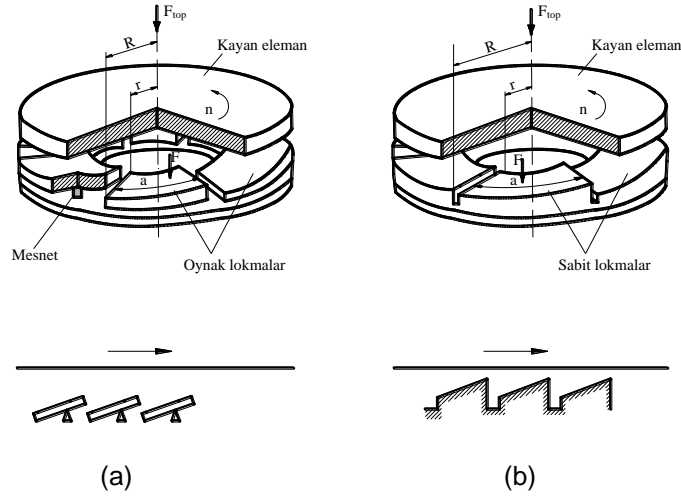 F_top
R
Kayan eleman
r
n
F
a
Mesnet
Oynak lokmalar
(a)
F_top
R
Kayan eleman
r
n
F
a
Sabit lokmalar
(b)